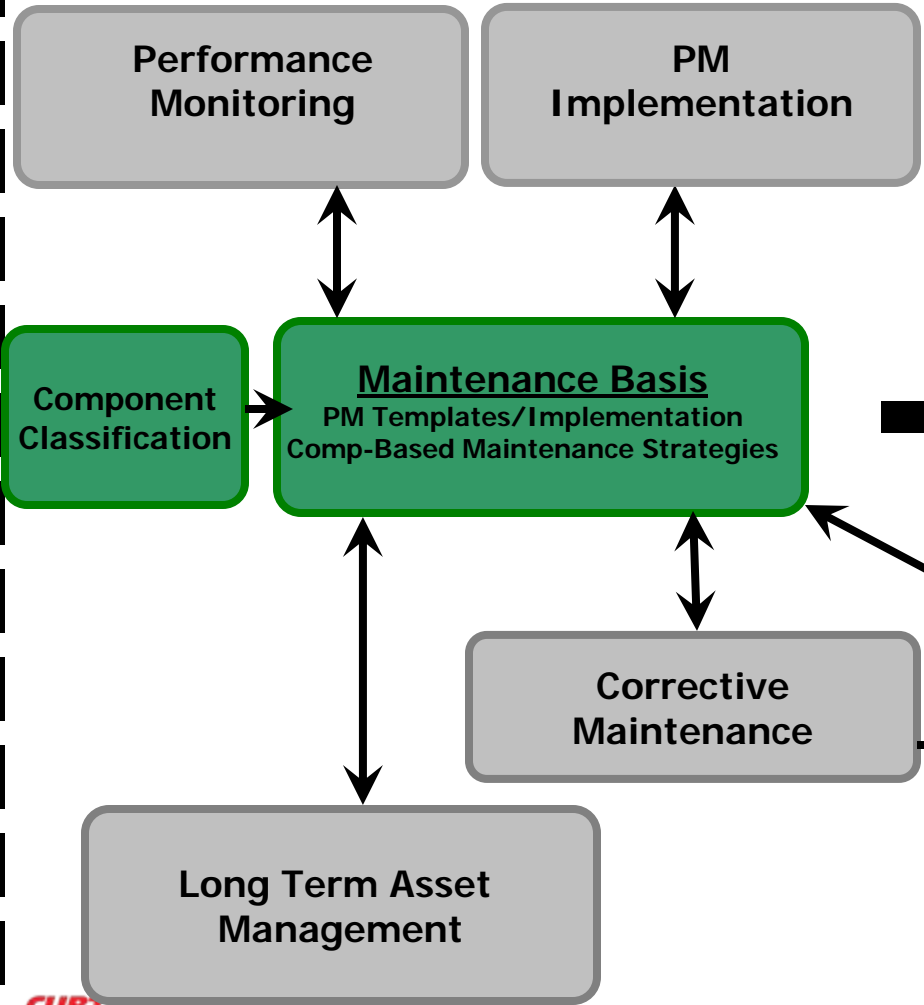 Performance
Monitoring
PM
Implementation
Component
Classification
Maintenance Basis
PM Templates/Implementation
Comp-Based Maintenance Strategies
Corrective
Maintenance
Long Term Asset
Management